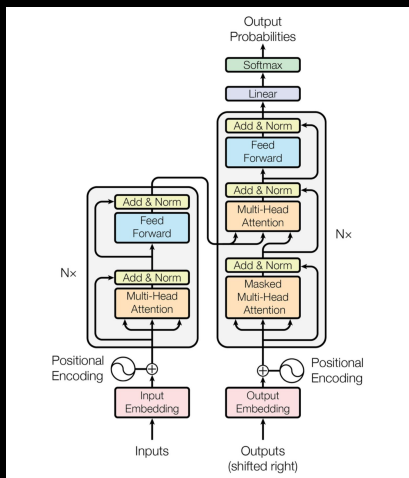 Output
Probabilities
Softmax
Linear
Add & Norm
Feed
Forward
Add & Norm
Multi-Head
Attention
Add & Norm
Masked
Multi-Head
Attention
Nx
Add & Norm
Feed
Forward
Nx
Add & Norm
Multi-Head
Attention
Positional
Encoding
Positional
Encoding
Input
Embedding
Output
Embedding
Inputs
Outputs
(shifted right)